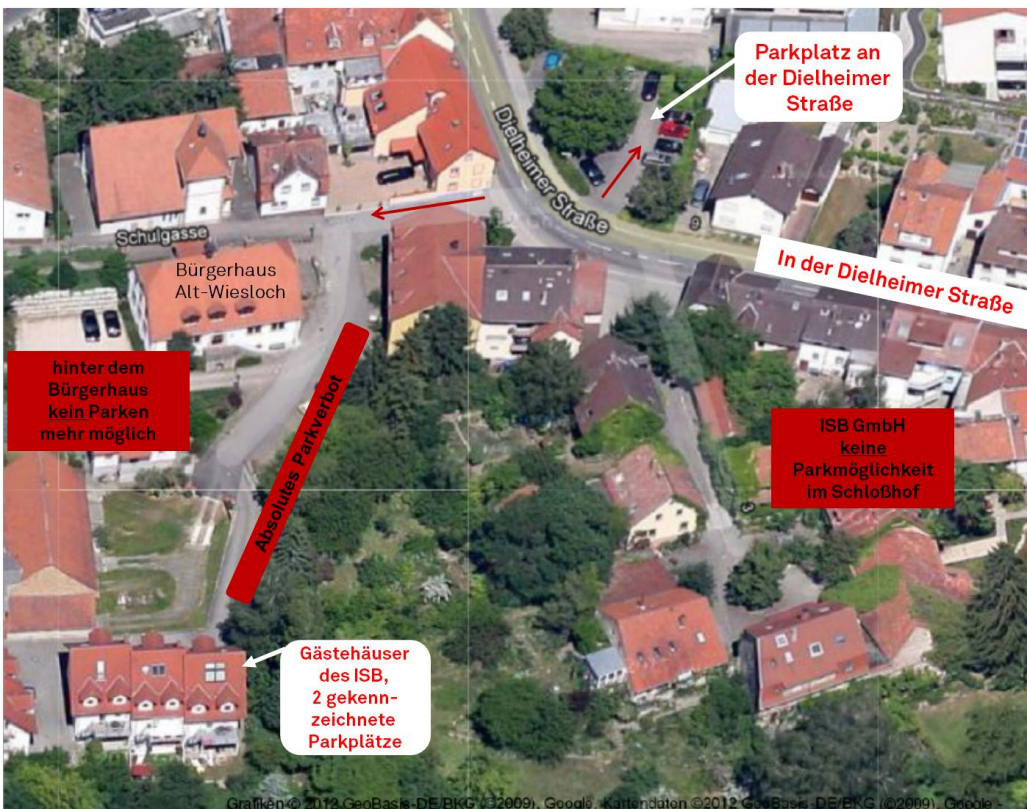 Parkplatz an
der Dielheimer
Straße
Dielheimer Straße
9
In der Dielheimer Straße
Schulgasse
Bürgerhaus
Alt-Wiesloch
hinter dem
Bürgerhaus
kein Parken
mehr möglich
Absolutes Parkverbot
ISB GmbH
keine
Parkmöglichkeit
im Schloßhof
3
Gästehäuser
des ISB,
2 gekenn-
zeichnete
Parkplätze
Grafiken © 2012 GeoBasis-DE/BKG (©2009), Google, Kartendaten ©2012 GeoBasis-DE/BKG (©2009), Google -